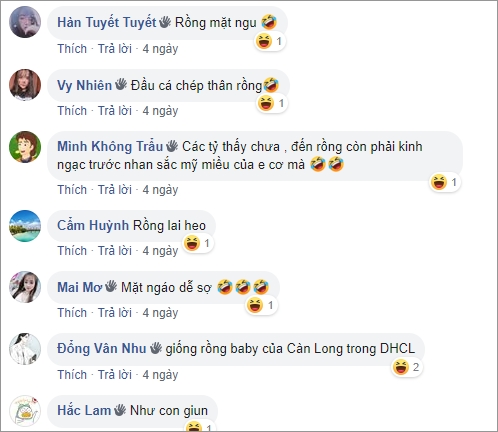 Hàn Tuyết Tuyết Rồng mặt ngu
1
Thích · Trả lời · 4 ngày
Vy Nhiên Đầu cá chép thân rồng
1
Thích · Trả lời · 4 ngày
Minh Không Trẩu Các tỷ thấy chưa , đến rồng còn phải kinh
ngạc trước nhan sắc mỹ miều của e cơ mà
1
Thích · Trả lời · 4 ngày
Cẩm Huỳnh Rồng lai heo
1
Thích · Trả lời · 4 ngày
Mai Mơ Mặt ngáo dễ sợ
1
Thích · Trả lời · 4 ngày
Đổng Vân Nhu giống rồng baby của Càn Long trong DHCL
2
Thích · Trả lời · 4 ngày
Hắc Lam Như con giun
1